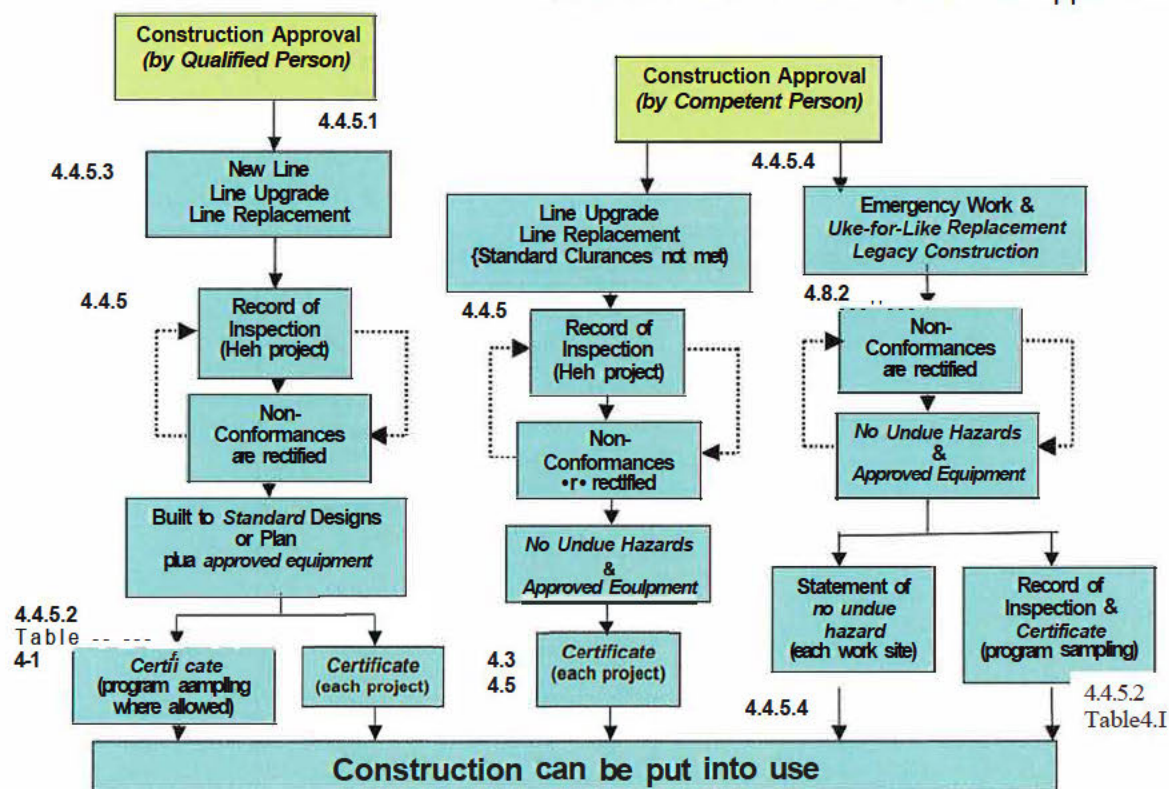 Construction Approval
(by Qualified Person)
4.4.5.1
4.4.5.3
New Line
Line Upgrade
Line Replacement
4.4.5
Record of
Inspection
(Heh project)
Non-
Conformances
are rectified
Built to Standard Designs
or Plan
plua approved equipment
4.4.5.2
Table -- ---
4-1
Certii cate
(program aampling
where allowed)
Certificate
(each project)
Construction Approval
(by Competent Person)
4.4.5.4
Line Upgrade
Line Replacement
{Standard Clurances not met)
4.4.5
Record of
Inspection
(Heh project)
Non-
Conformances
•r• rectified
No Undue Hazards
&
Approved Eoulpment
4.3
4.5
Certificate
(each project)
Emergency Work &
Uke-for-Like Replacement
Legacy Construction
4.8.2
Non-
Conformances
are rectified
No Undue Hazards
&
Approved Equipment
Statement of
no undue
hazard
(each work site)
4.4.5.4
Record of
Inspection &
Certificate
(program sampling)
4.4.5.2
Table4.I
Construction can be put into use